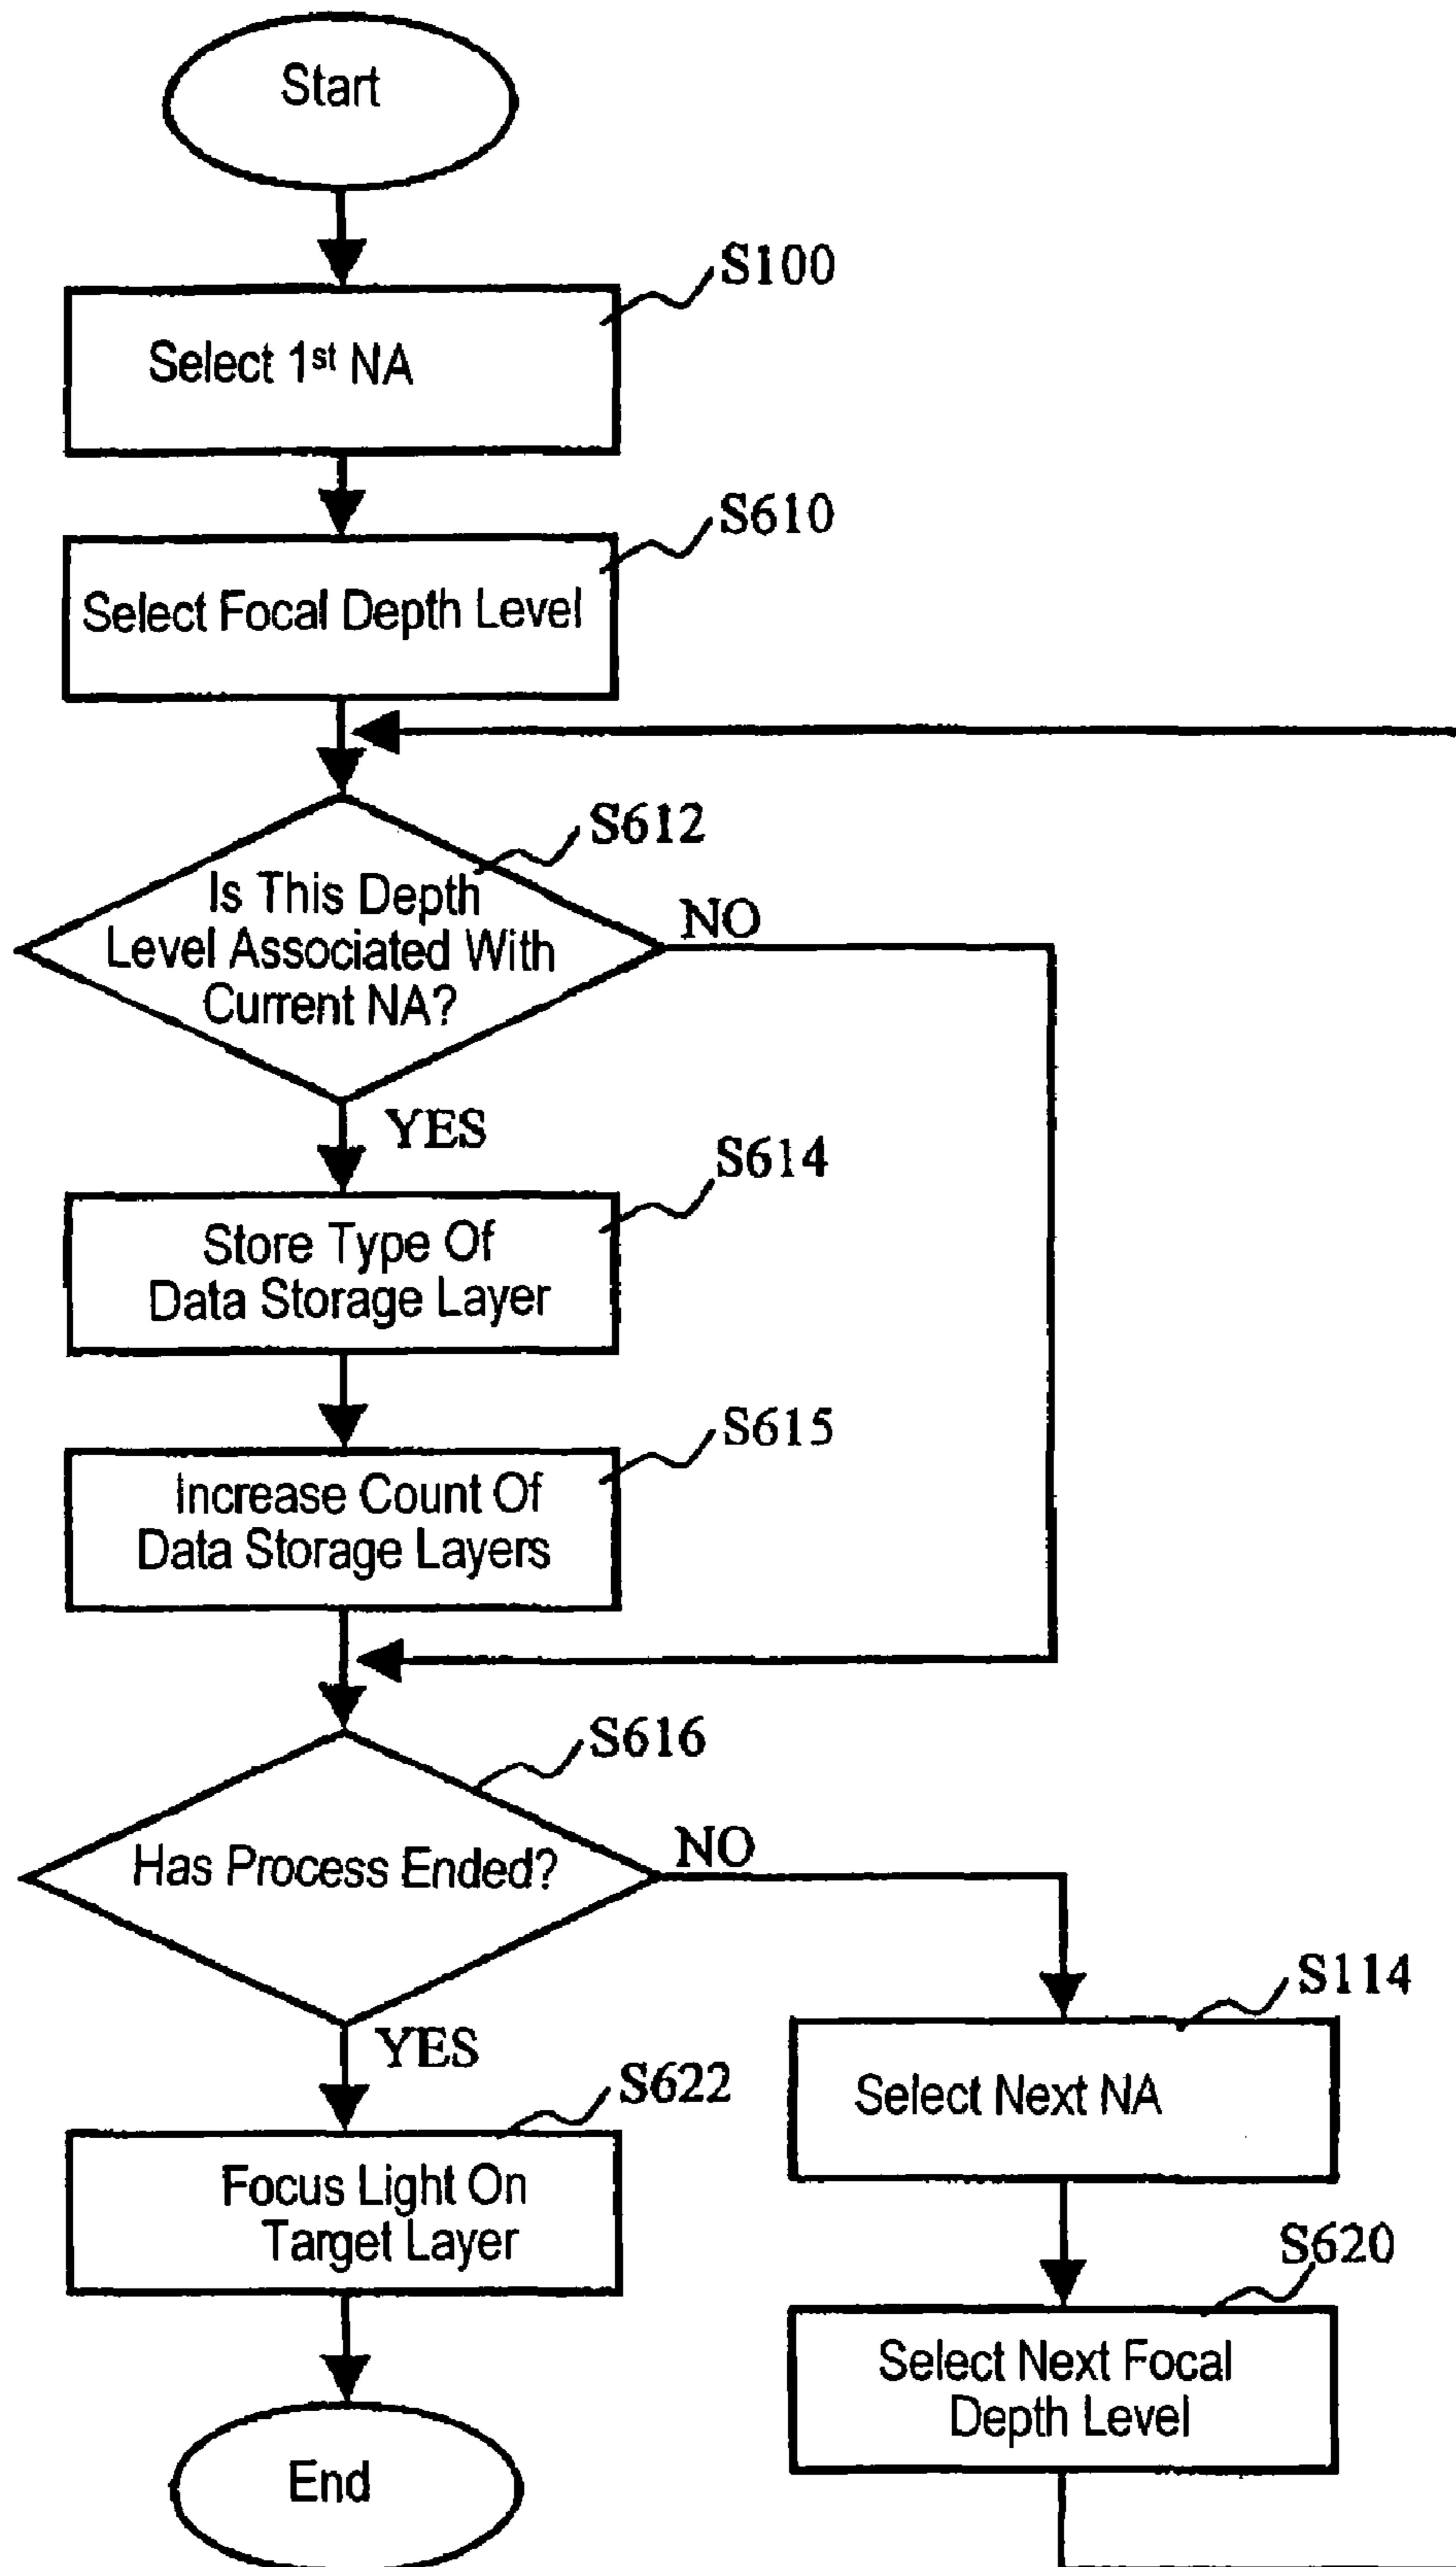 Start
S100
Select 1st NA
S610
Select Focal Depth Level
S612
Is This Depth
Level Associated With
Current NA?
NO
YES
S614
Store Type Of
Data Storage Layer
S615
Increase Count Of
Data Storage Layers
S616
Has Process Ended?
NO
YES
S114
Select Next NA
S622
Focus Light On
Target Layer
S620
Select Next Focal
Depth Level
End